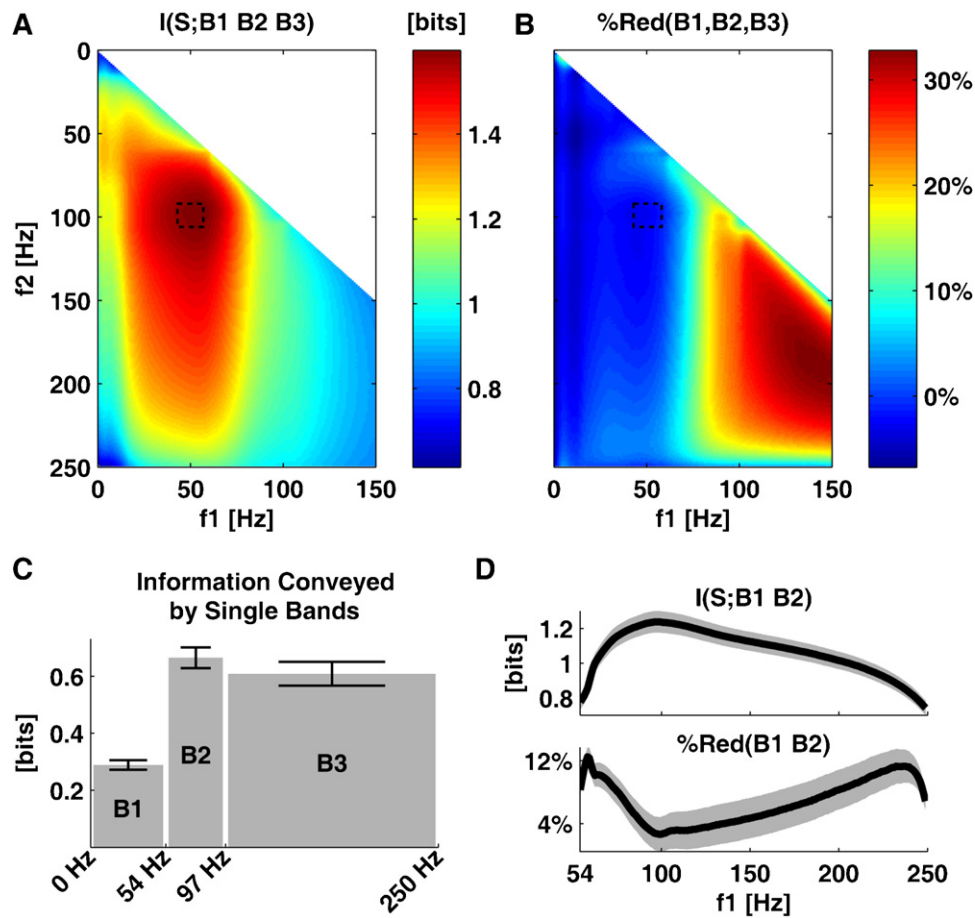 A
I(S;B1 B2 B3)
[bits]
0
50
100
150
200
250
f2 [Hz]
0
50
100
150
f1 [Hz]
1.4
1.2
1
0.8
B
%Red(B1,B2,B3)
0
50
100
150
f1 [Hz]
30%
20%
10%
0%
C
Information Conveyed
by Single Bands
[bits]
0.6
0.4
0.2
B1
B2
B3
0 Hz
54 Hz
97 Hz
250 Hz
D
I(S;B1 B2)
[bits]
1.2
1
0.8
%Red(B1 B2)
12%
4%
54
100
150
200
250
f1 [Hz]